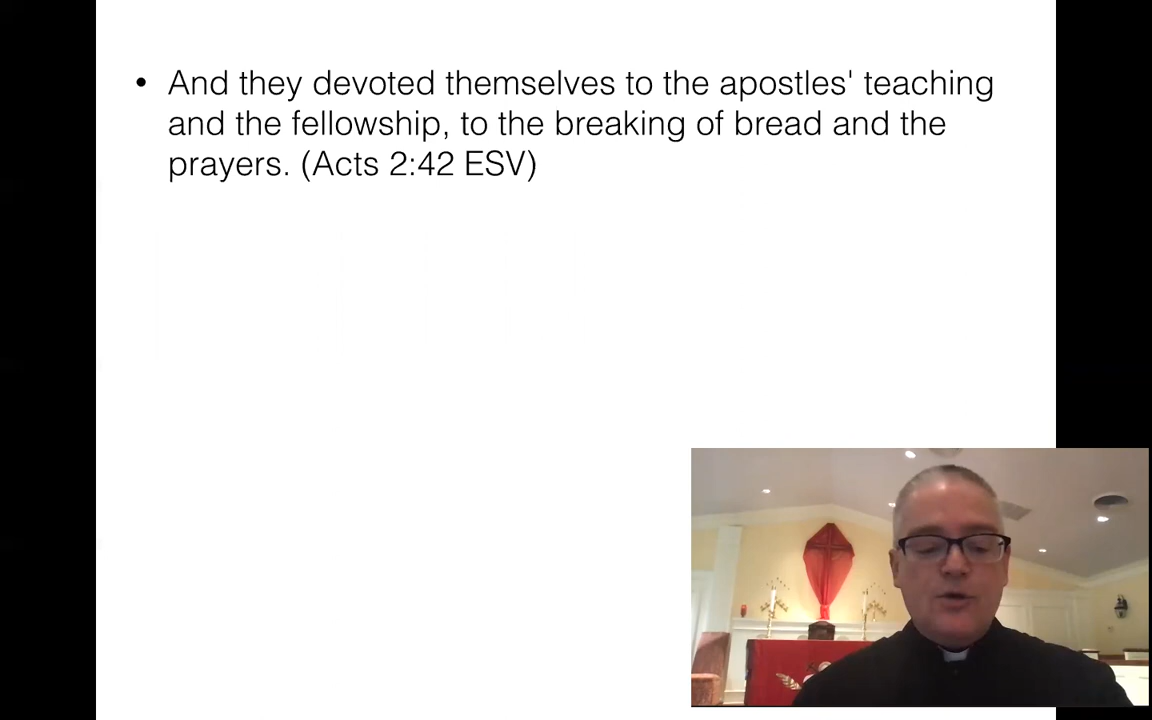 • And they devoted themselves to the apostles' teaching
and the fellowship, to the breaking of bread and the
prayers. (Acts 2:42 ESV)